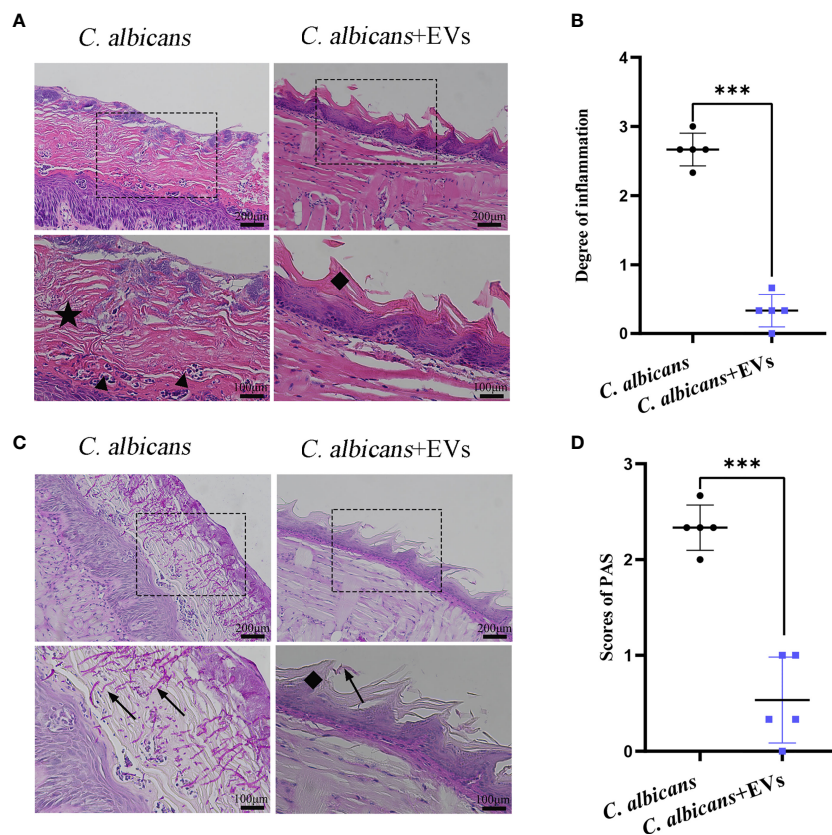 A
C. albicans
C. albicans+EVs
200μm
200μm
100μm
100μm
B
Degree of inflammation
4
3
2
1
0
***
C. albicans
C. albicans+EVs
C
C. albicans
C. albicans+EVs
200μm
200μm
100μm
100μm
D
Scores of PAS
3
2
1
0
***
C. albicans
C. albicans+EVs